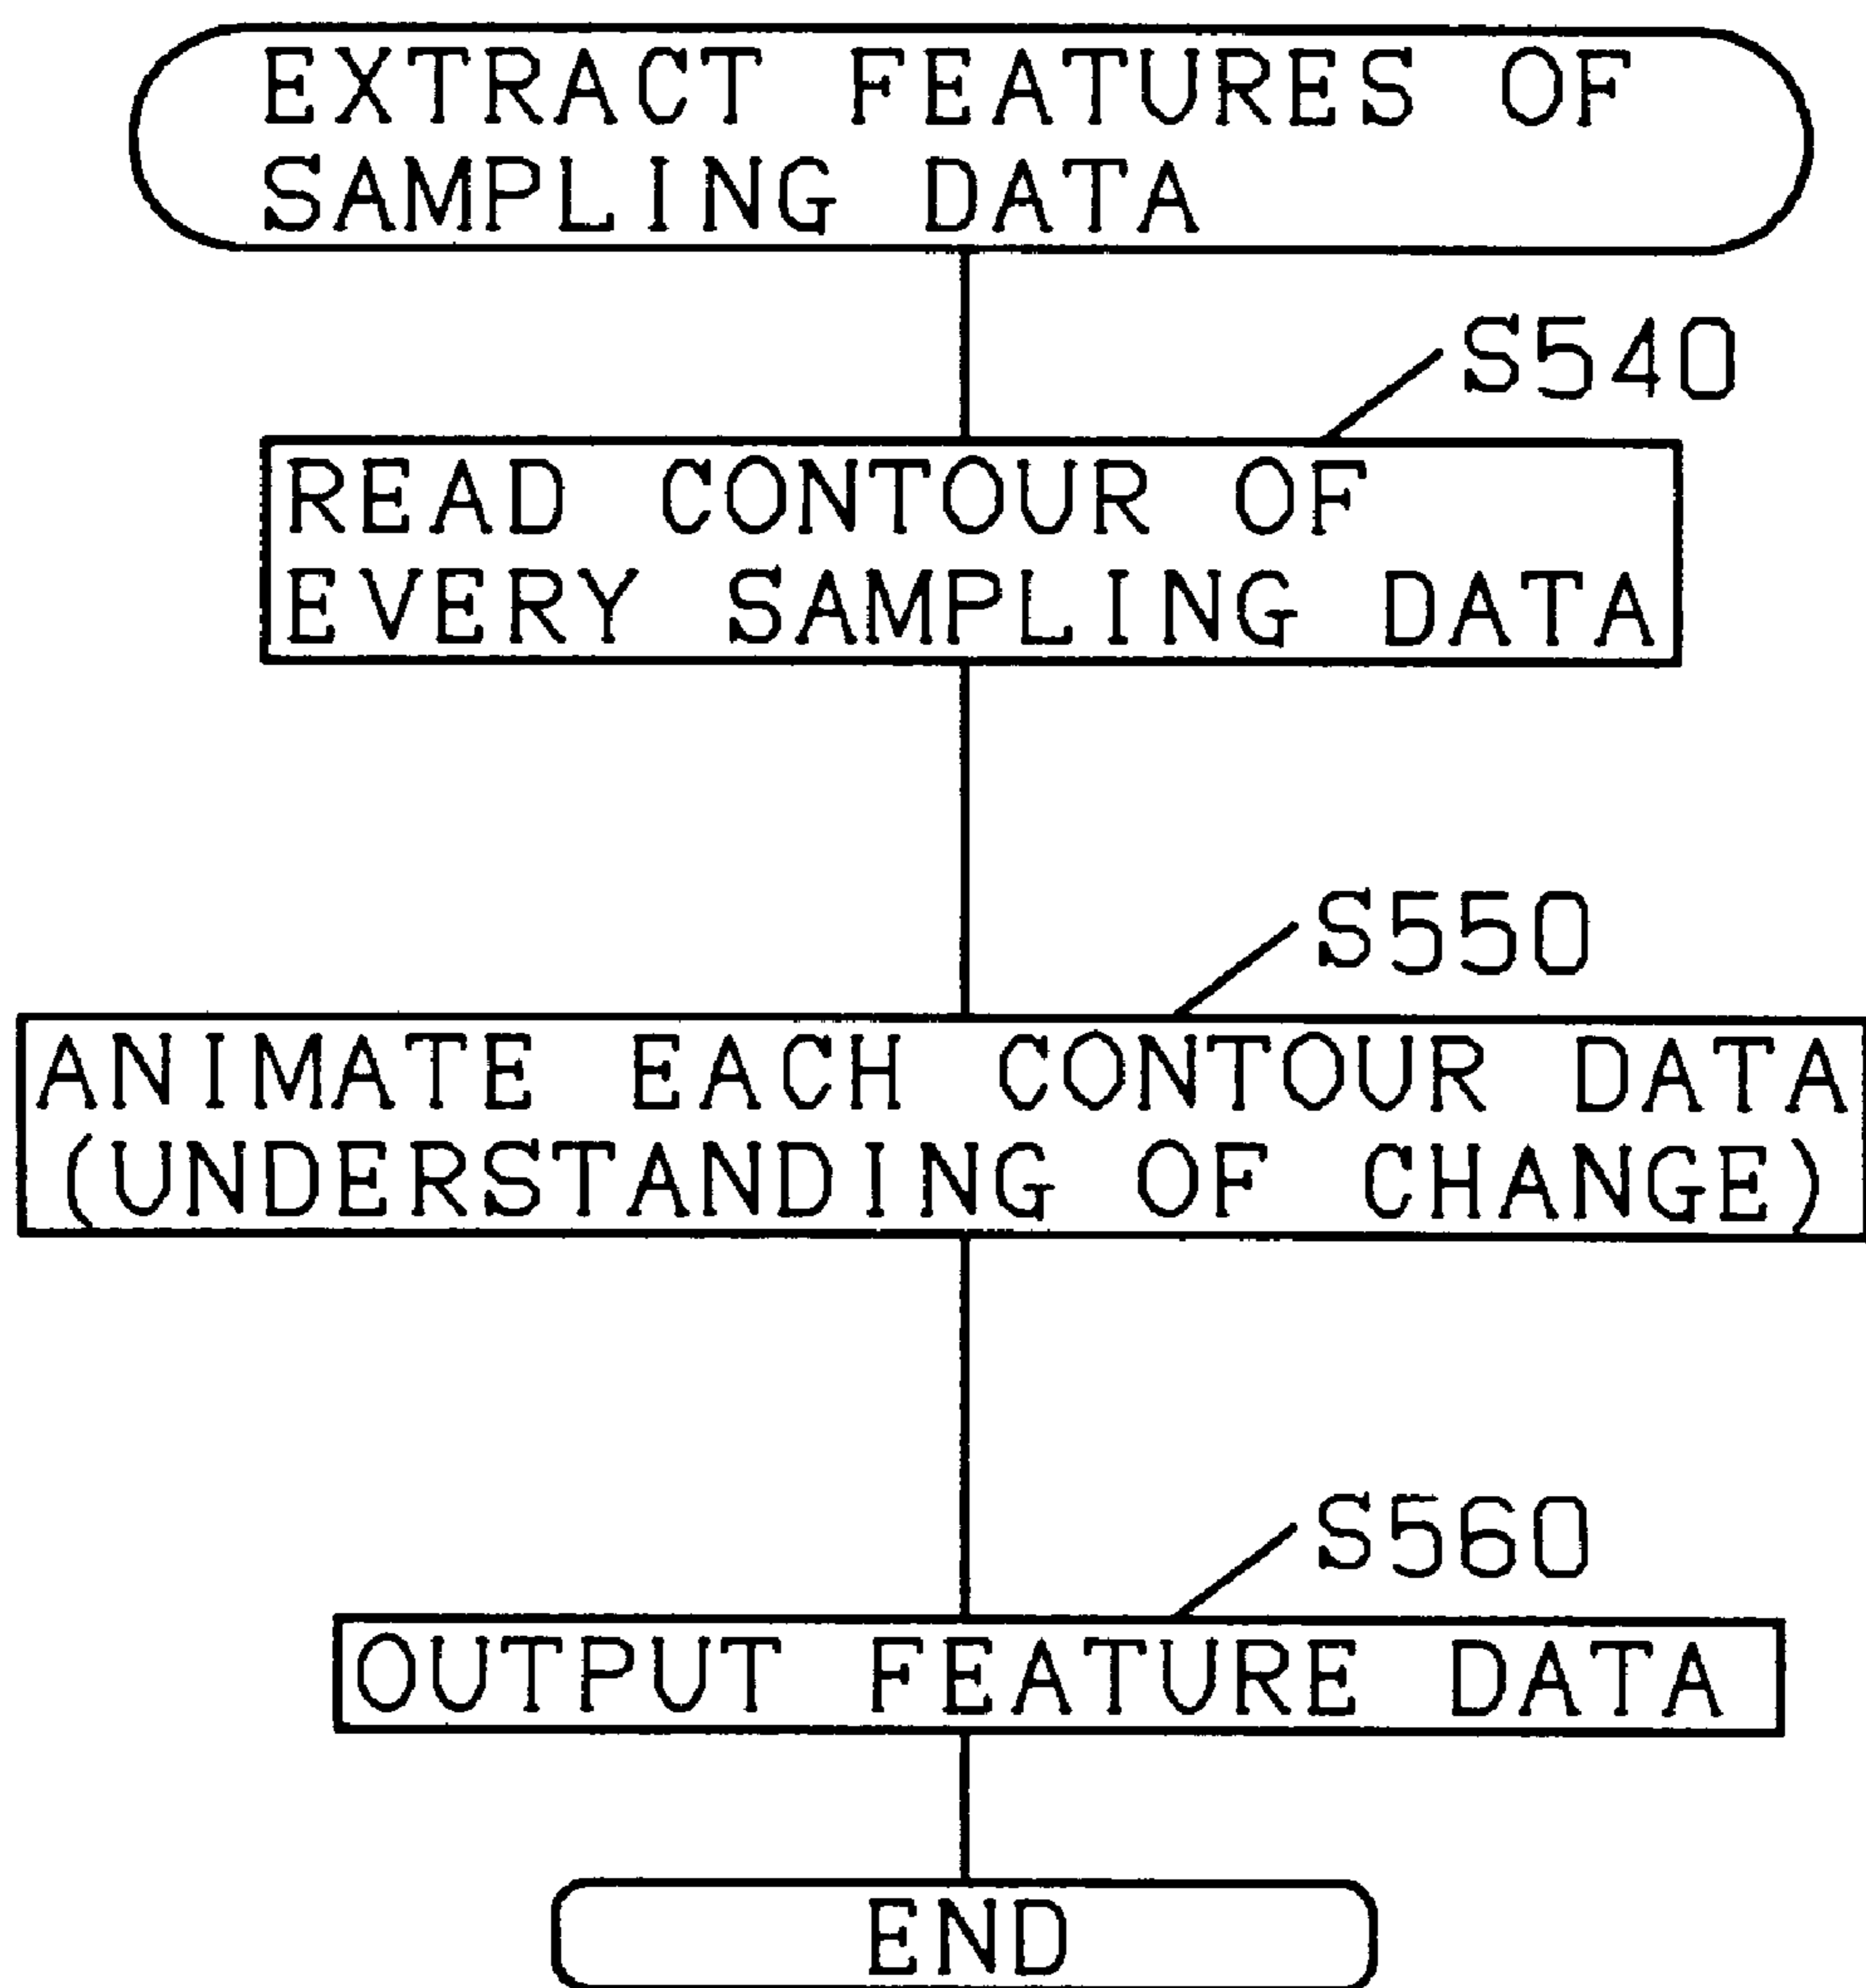 EXTRACT FEATURES OF
SAMPLING DATA
S540
READ CONTOUR OF
EVERY SAMPLING DATA
S550
ANIMATE EACH CONTOUR DATA
(UNDERSTANDING OF CHANGE)
S560
OUTPUT FEATURE DATA
END